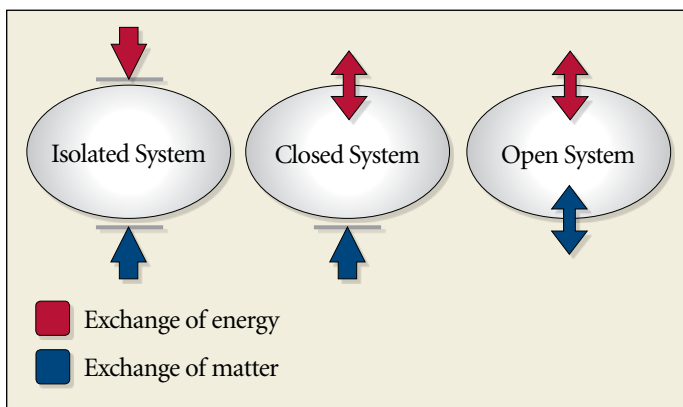 Isolated System
Closed System
Open System
Exchange of energy
Exchange of matter